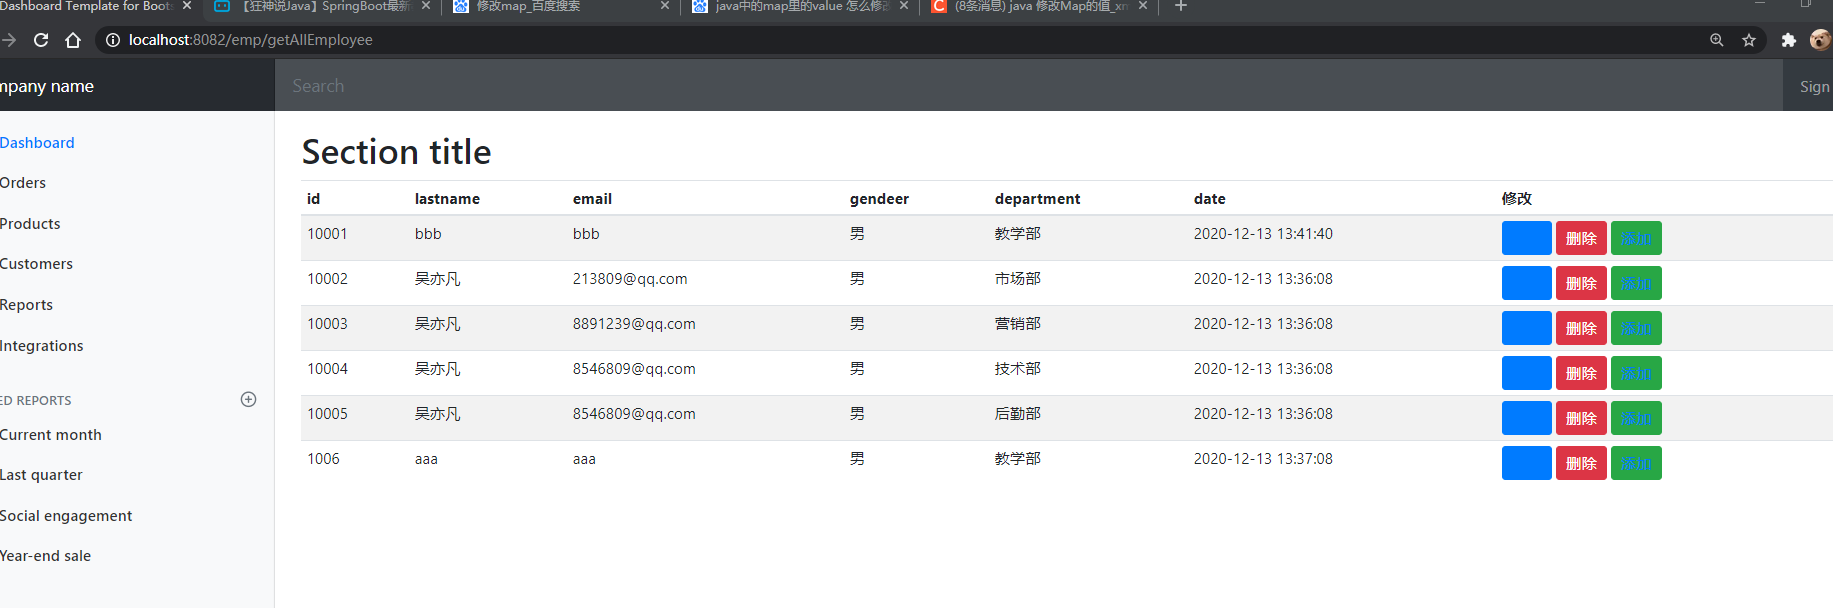 Dashboard Template for Boots
【狂神说Java】SpringBoot最新
修改map_百度搜索
java中的map里的value 怎么修改
(8条消息) java 修改Map的值_xm
localhost:8082/emp/getAllEmployee
mpany name
Search
Sign
Dashboard
Orders
Products
Customers
Reports
Integrations
ED REPORTS
Current month
Last quarter
Social engagement
Year-end sale
Section title
id lastname email gendeer department date 修改
10001 bbb bbb 男 教学部 2020-12-13 13:41:40 删除 添加
10002 吴亦凡 213809@qq.com 男 市场部 2020-12-13 13:36:08 删除 添加
10003 吴亦凡 8891239@qq.com 男 营销部 2020-12-13 13:36:08 删除 添加
10004 吴亦凡 8546809@qq.com 男 技术部 2020-12-13 13:36:08 删除 添加
10005 吴亦凡 8546809@qq.com 男 后勤部 2020-12-13 13:36:08 删除 添加
1006 aaa aaa 男 教学部 2020-12-13 13:37:08 删除 添加